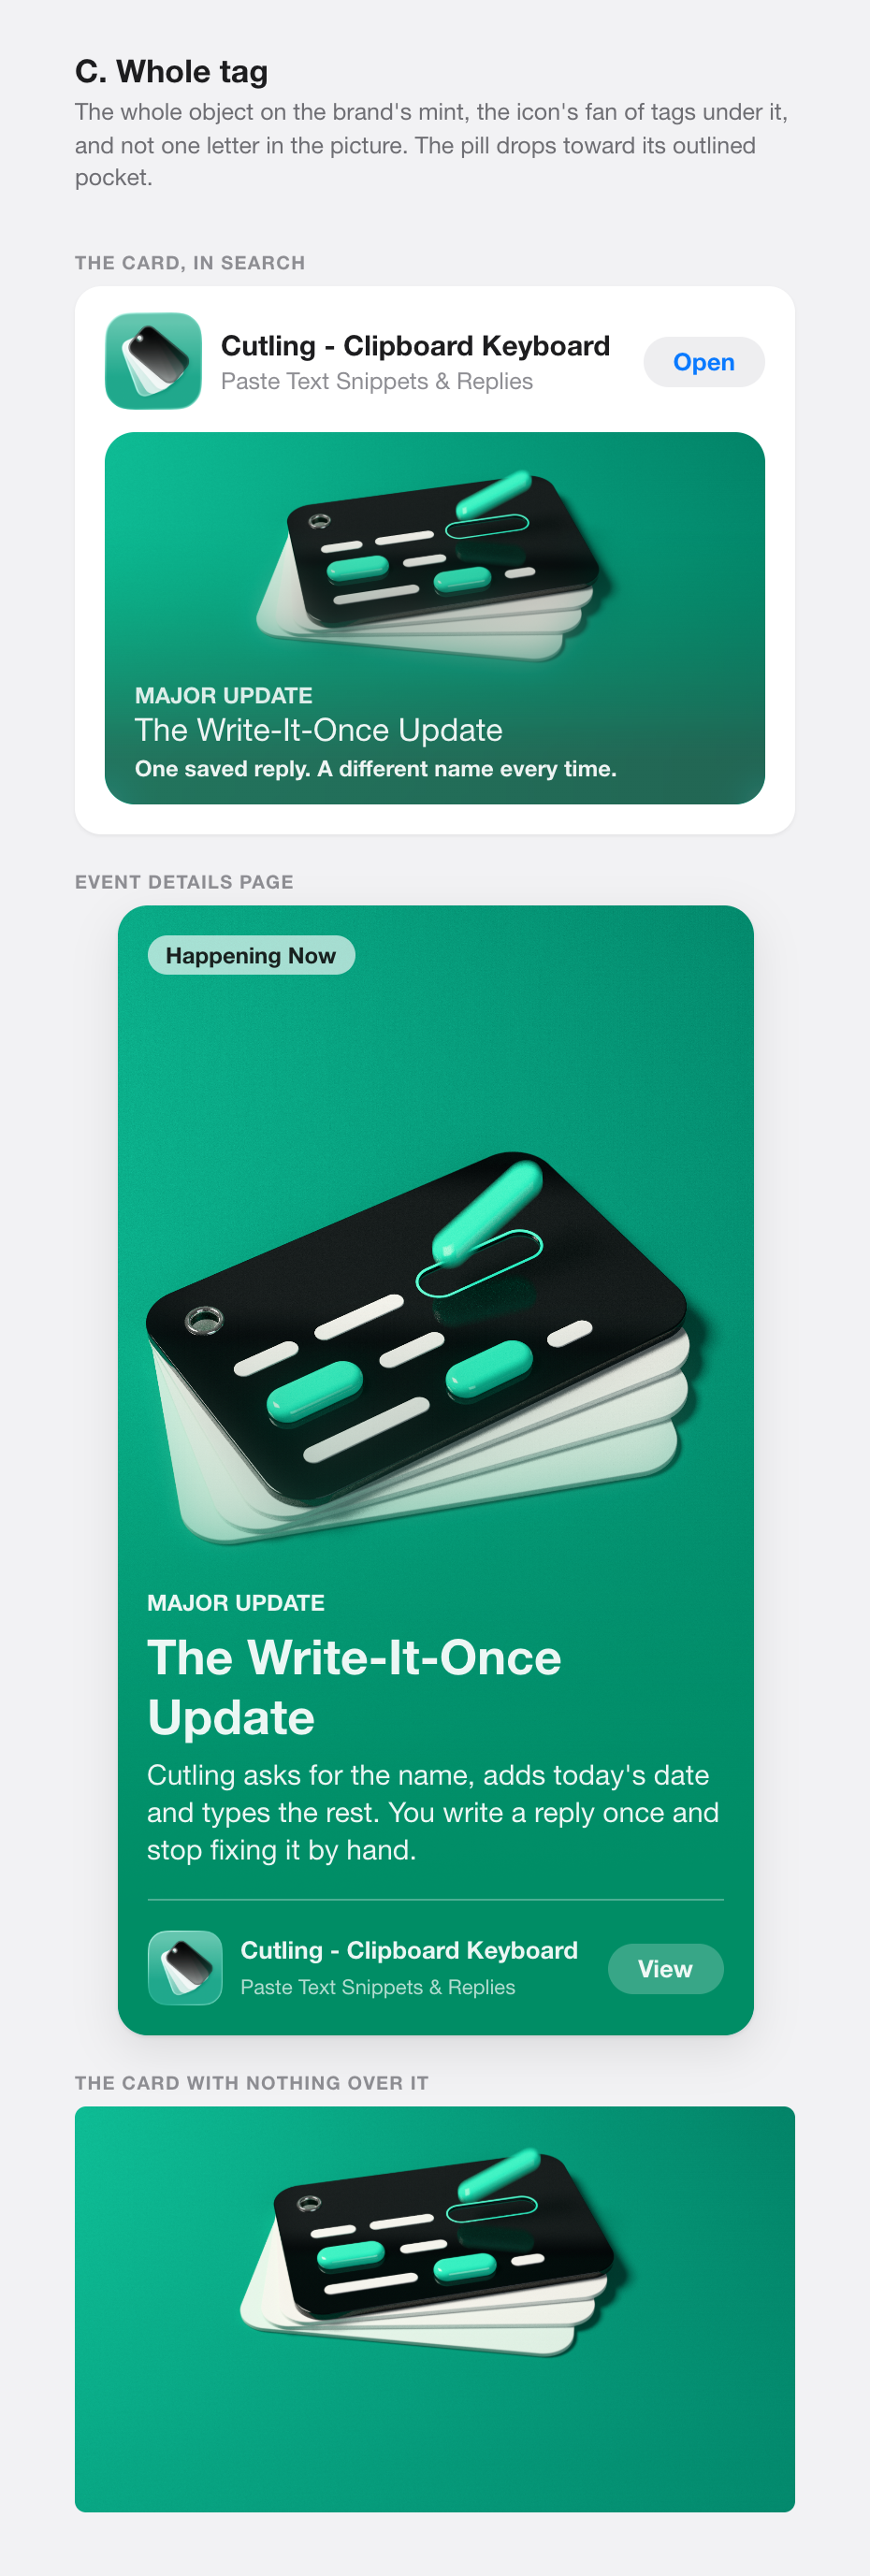 C. Whole tag
The whole object on the brand's mint, the icon's fan of tags under it,
and not one letter in the picture. The pill drops toward its outlined
pocket.
THE CARD, IN SEARCH
Cutling - Clipboard Keyboard
Paste Text Snippets & Replies
Open
MAJOR UPDATE
The Write-It-Once Update
One saved reply. A different name every time.
EVENT DETAILS PAGE
Happening Now
MAJOR UPDATE
The Write-It-Once
Update
Cutling asks for the name, adds today's date
and types the rest. You write a reply once and
stop fixing it by hand.
Cutling - Clipboard Keyboard
Paste Text Snippets & Replies
View
THE CARD WITH NOTHING OVER IT